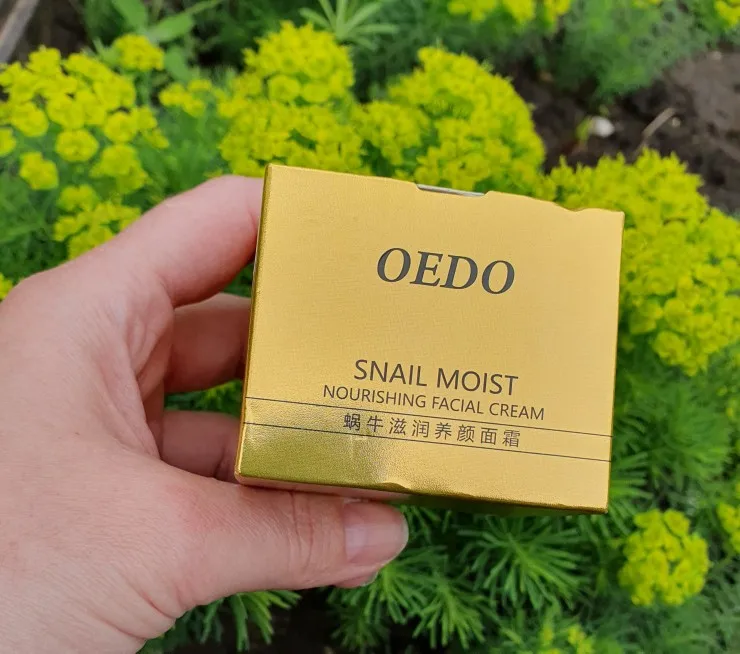 OEDO
SNAIL MOIST
NOURISHING FACIAL CREAM
蜗牛滋润养颜面霜